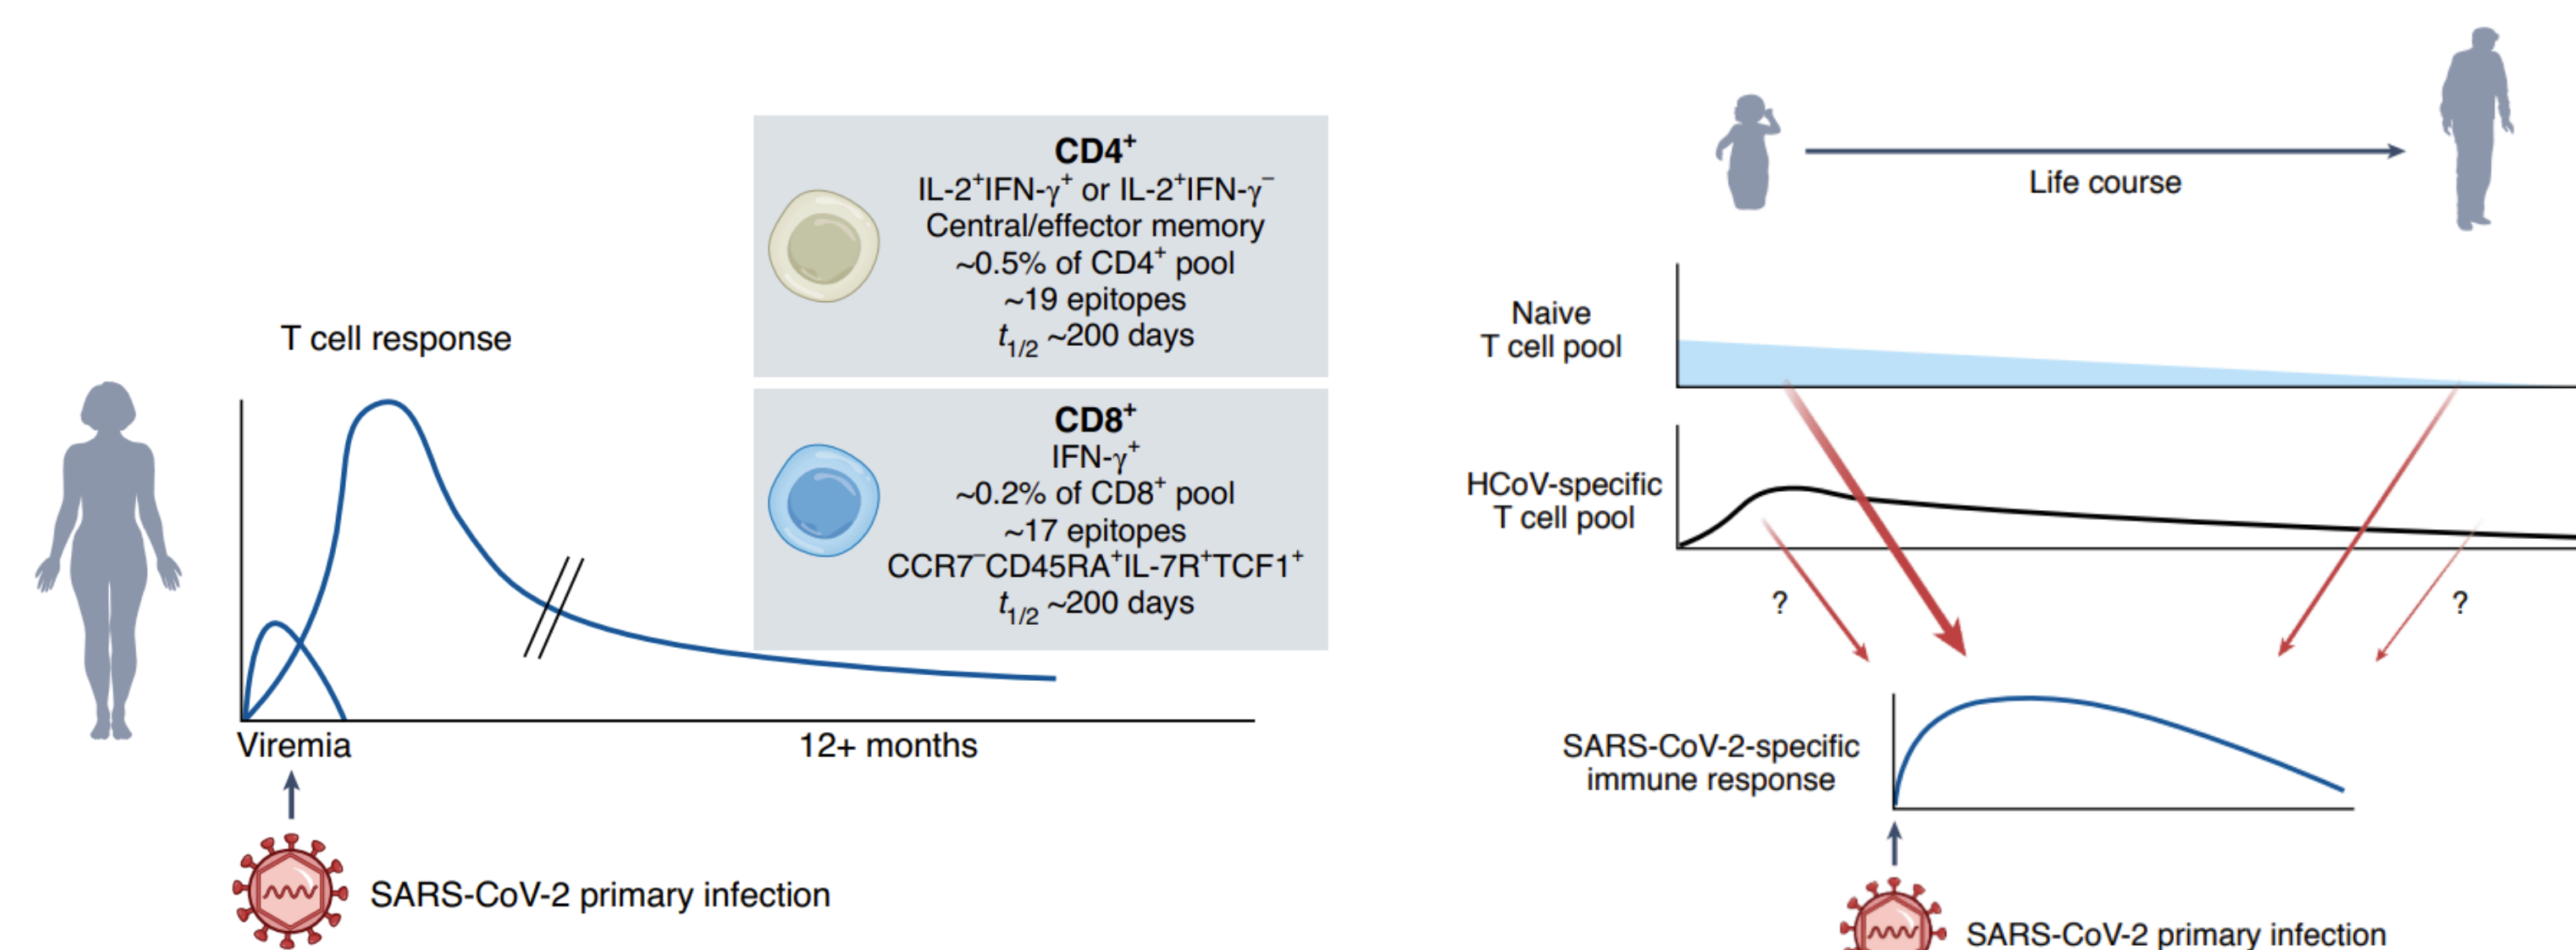 T cell response
CD4⁺
IL-2⁺IFN-γ⁺ or IL-2⁺IFN-γ⁻
Central/effector memory
~0.5% of CD4⁺ pool
~19 epitopes
t₁/₂ ~200 days
CD8⁺
IFN-γ⁺
~0.2% of CD8⁺ pool
~17 epitopes
CCR7⁻CD45RA⁺IL-7R⁺TCF1⁺
t₁/₂ ~200 days
Viremia
12+ months
SARS-CoV-2 primary infection
Life course
Naive
T cell pool
HCoV-specific
T cell pool
?
?
SARS-CoV-2-specific
immune response
SARS-CoV-2 primary infection